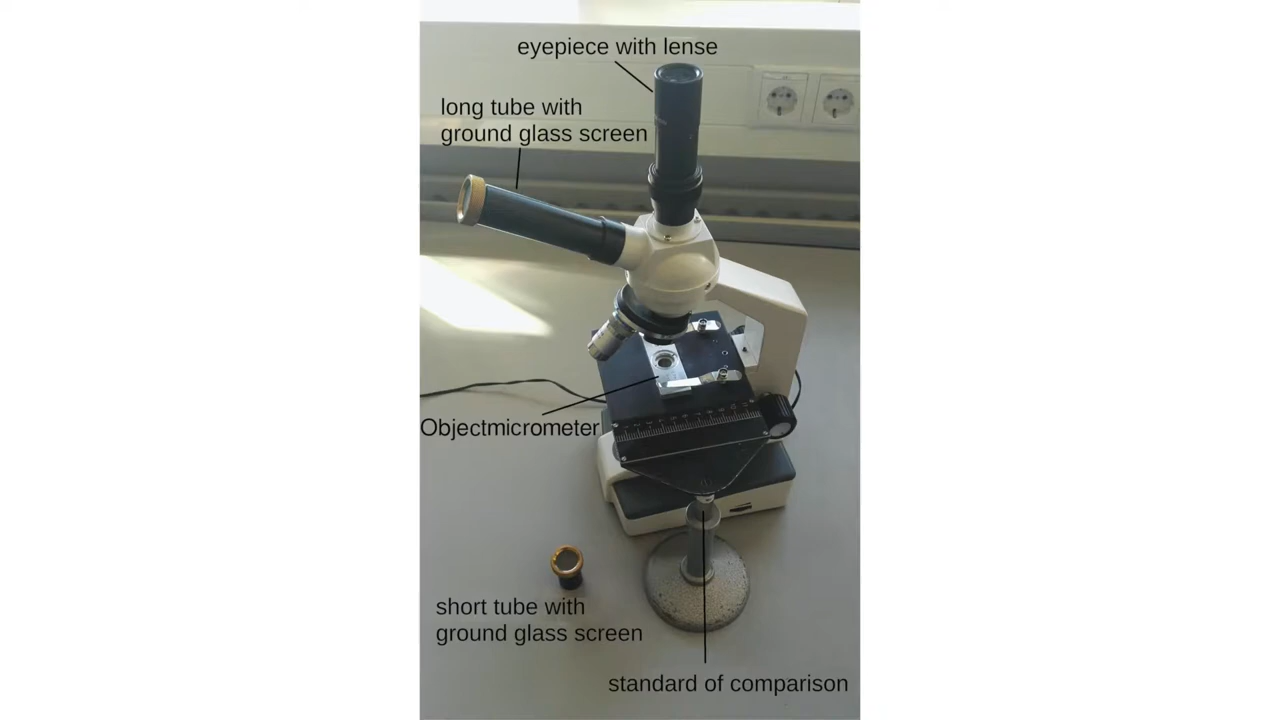 eyepiece with lense
long tube with
ground glass screen
Objectmicrometer
short tube with
ground glass screen
standard of comparison